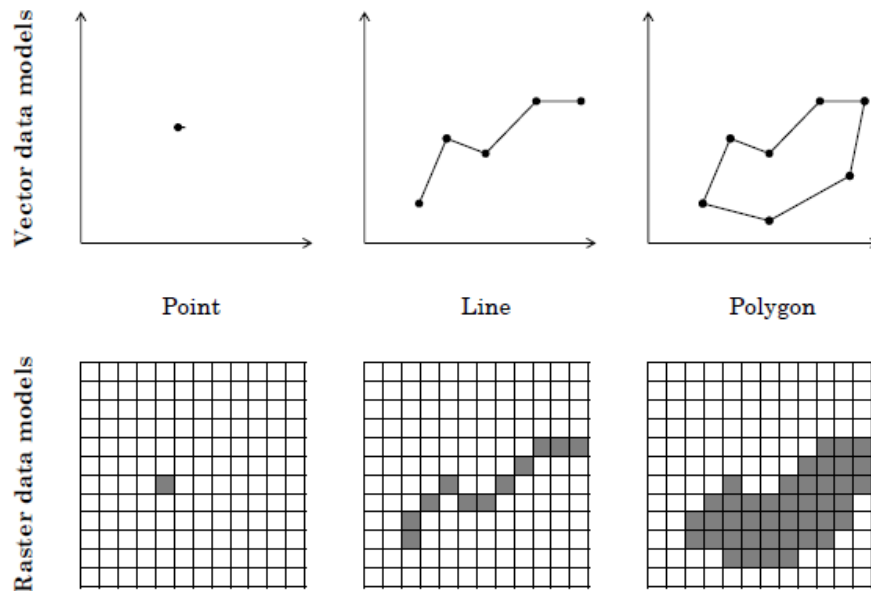 Vector data models
Point
Line
Polygon
Raster data models